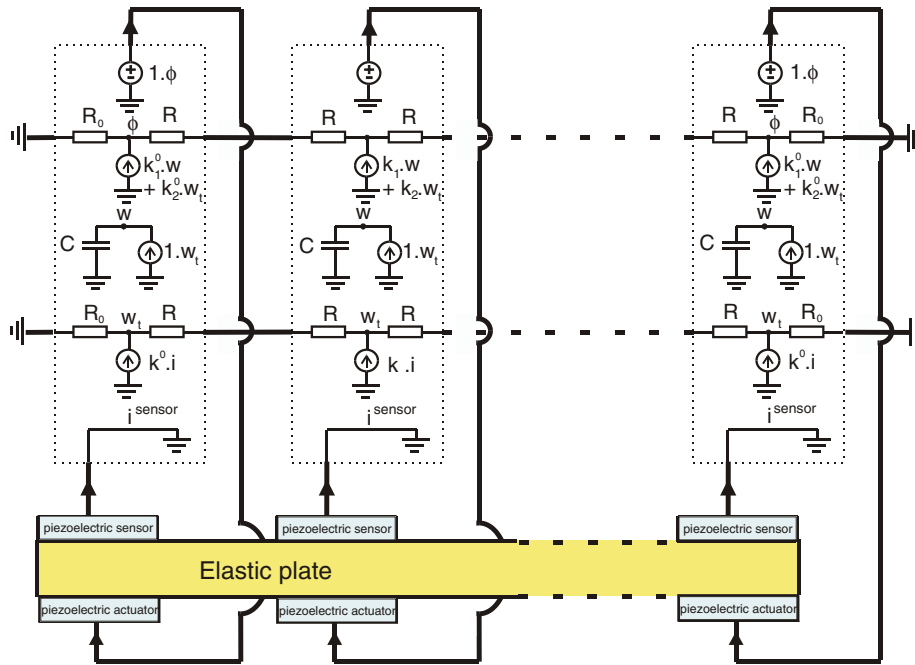 1.ϕ
1.ϕ
R₀ ϕ R
R R
R ϕ R₀
k₁⁰.w
+ k₂⁰.wₜ
k₁.w
+ k₂.wₜ
k₁⁰.w
+ k₂⁰.wₜ
w
C
1.wₜ
w
C
1.wₜ
w
C
1.wₜ
R₀ wₜ R
R wₜ R
R wₜ R₀
k⁰.i
k .i
k⁰.i
i^sensor
i^sensor
i^sensor
piezoelectric sensor
piezoelectric sensor
piezoelectric sensor
Elastic plate
piezoelectric actuator
piezoelectric actuator
piezoelectric actuator